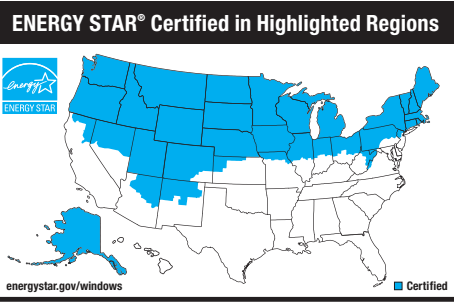 ENERGY STAR® Certified in Highlighted Regions
energy
ENERGY STAR
energystar.gov/windows
Certified